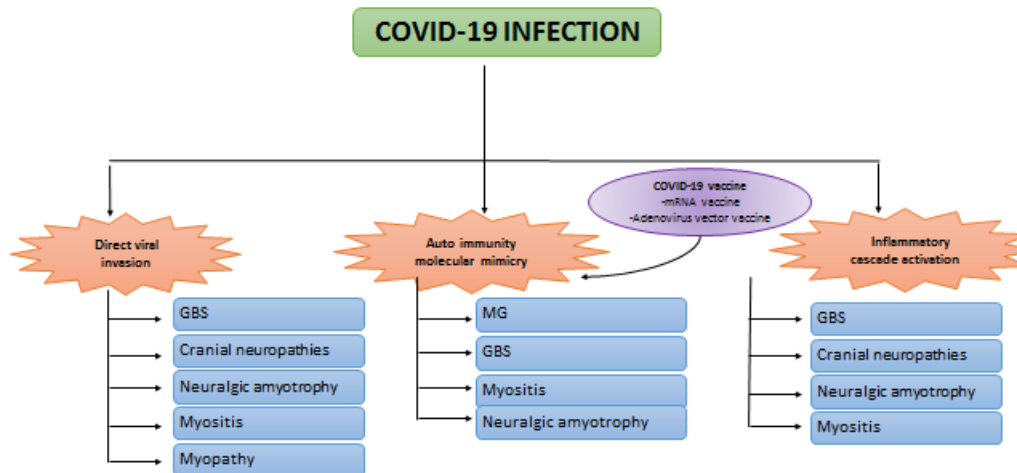 COVID-19 INFECTION
COVID-19 vaccine
-mRNA vaccine
-Adenovirus vector vaccine
Direct viral
invasion
GBS
Cranial neuropathies
Neuralgic amyotrophy
Myositis
Myopathy
Auto immunity
molecular mimicry
MG
GBS
Myositis
Neuralgic amyotrophy
Inflammatory
cascade activation
GBS
Cranial neuropathies
Neuralgic amyotrophy
Myositis